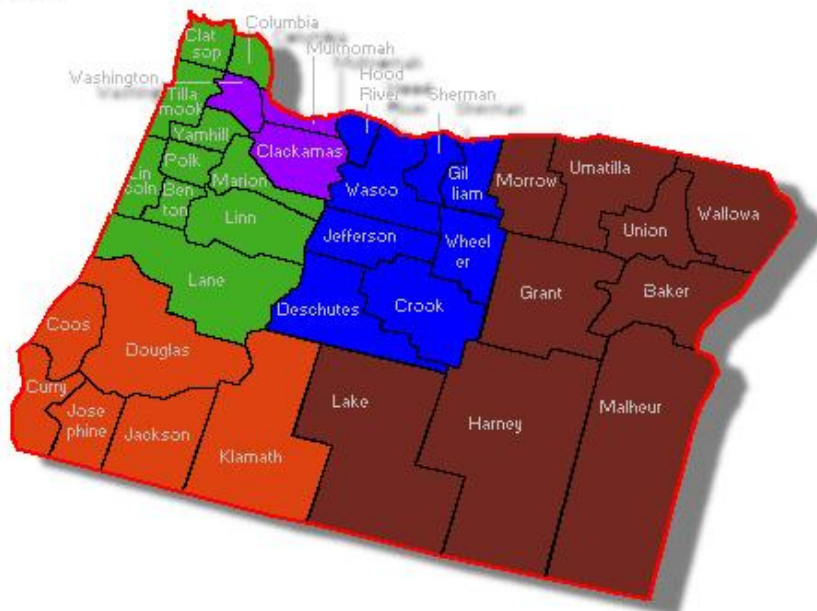 Columbia
Clat
sop
Multnomah
Washington
Hood
River
Sherman
Tilla
mook
Yamhill
Clackamas
Polk
Marion
Lin
coln
Ben
ton
Linn
Wasco
Gil
liam
Morrow
Umatilla
Wallowa
Union
Jefferson
Wheel
er
Lane
Grant
Baker
Deschutes
Crook
Coos
Douglas
Curry
Jose
phine
Jackson
Klamath
Lake
Harney
Malheur